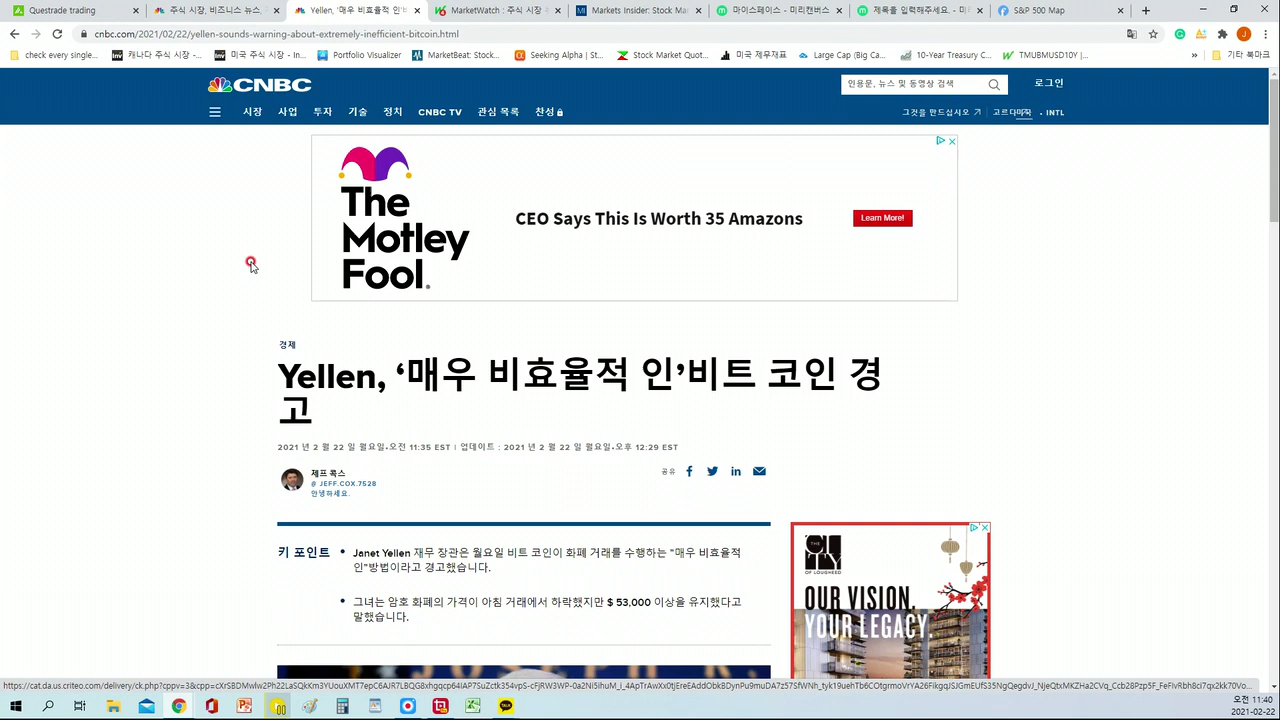 Questrade trading
주식 시장, 비즈니스 뉴스,
Yellen, '매우 비효율적 인'비
MarketWatch : 주식 시장
Markets Insider: Stock Mar
마이스페이스 - 미리캔버스
제목을 입력해주세요. - 미리
S&P 500 Map
cnbc.com/2021/02/22/yellen-sounds-warning-about-extremely-inefficient-bitcoin.html
check every single...
캐나다 주식 시장 -...
미국 주식 시장 - In...
Portfolio Visualizer
MarketBeat: Stock...
Seeking Alpha | St...
Stock Market Quot...
미국 재무제표
Large Cap (Big Ca...
10-Year Treasury C...
TMUBMUSD10Y |...
기타 북마크
CNBC
인용문, 뉴스 및 동영상 검색
로그인
시장
사업
투자
기술
정치
CNBC TV
관심 목록
찬성
그것을 만드십시오
고르다
미작
INTL
The
Motley
Fool.
CEO Says This Is Worth 35 Amazons
Learn More!
경제
Yellen, ‘매우 비효율적 인’비트 코인 경
고
2021 년 2 월 22 일 월요일•오전 11:35 EST | 업데이트 : 2021 년 2 월 22 일 월요일•오후 12:29 EST
제프 콕스
@ JEFF.COX.7528
안녕하세요.
공유
키 포인트
• Janet Yellen 재무 장관은 월요일 비트 코인이 화폐 거래를 수행하는 “매우 비효율적
인”방법이라고 경고했습니다.
• 그녀는 암호 화폐의 가격이 아침 거래에서 하락했지만 $ 53,000 이상을 유지했다고
말했습니다.
THE
CITY
OF LOUGHEED
OUR VISION.
YOUR LEGACY.
오전 11:40
2021-02-22